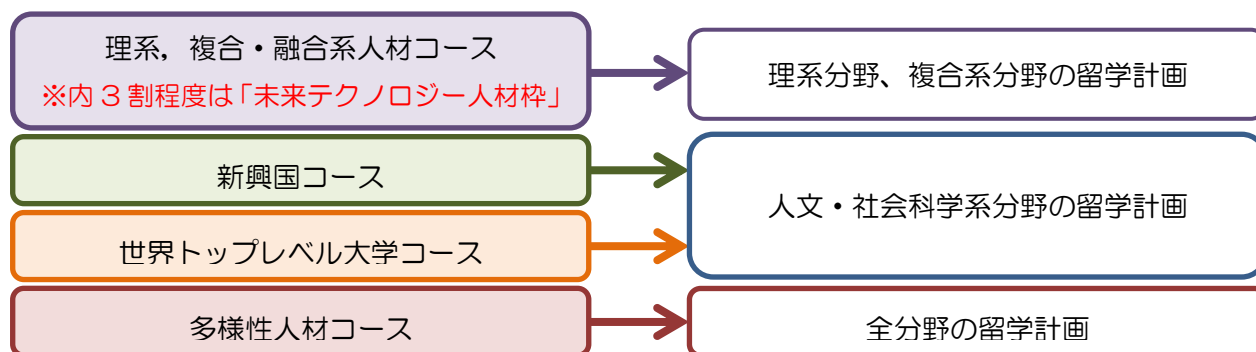 理系，複合・融合系人材コース
※内３割程度は「未来テクノロジー人材枠」
理系分野、複合系分野の留学計画
新興国コース
世界トップレベル大学コース
人文・社会科学系分野の留学計画
多様性人材コース
全分野の留学計画